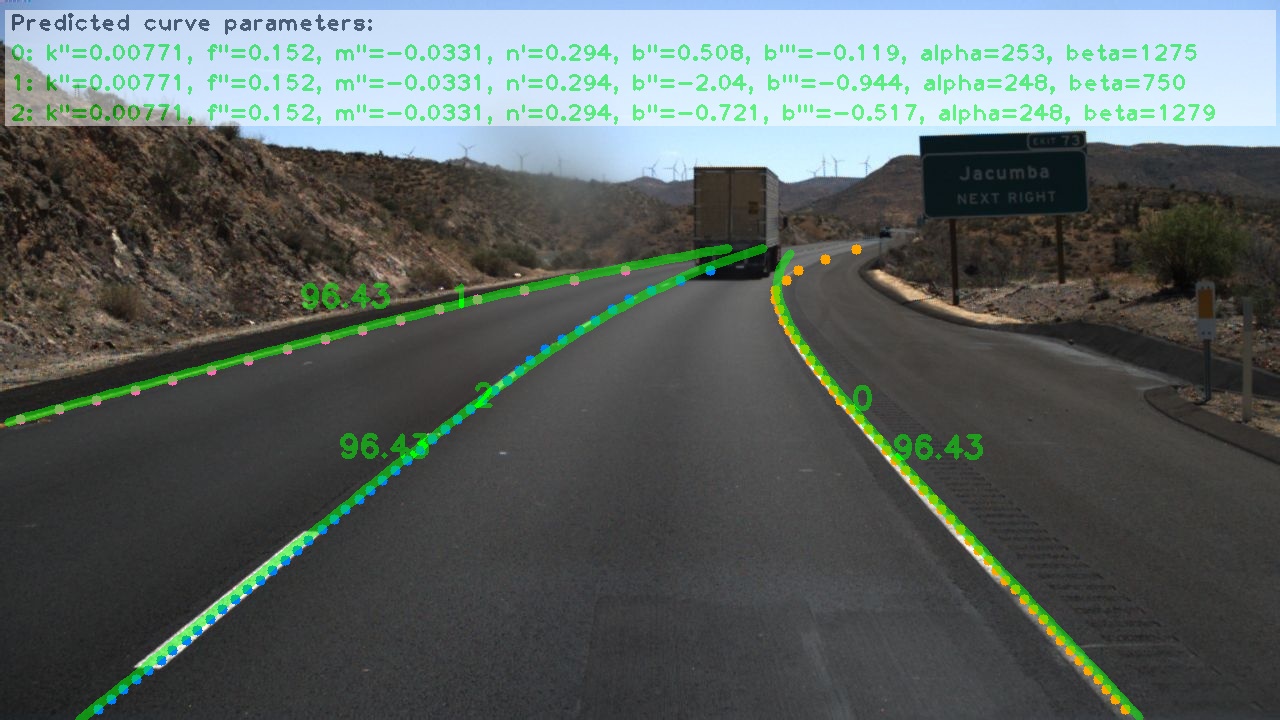 Predicted curve parameters:
0: k''=0.00771, f''=0.152, m''=-0.0331, n'=0.294, b''=0.508, b'''=-0.119, alpha=253, beta=1275
1: k''=0.00771, f''=0.152, m''=-0.0331, n'=0.294, b''=-2.04, b'''=-0.944, alpha=248, beta=750
2: k''=0.00771, f''=0.152, m''=-0.0331, n'=0.294, b''=-0.721, b'''=-0.517, alpha=248, beta=1279
EXIT 73
Jacumba
NEXT RIGHT
96.43 1
2
0
96.43
96.43